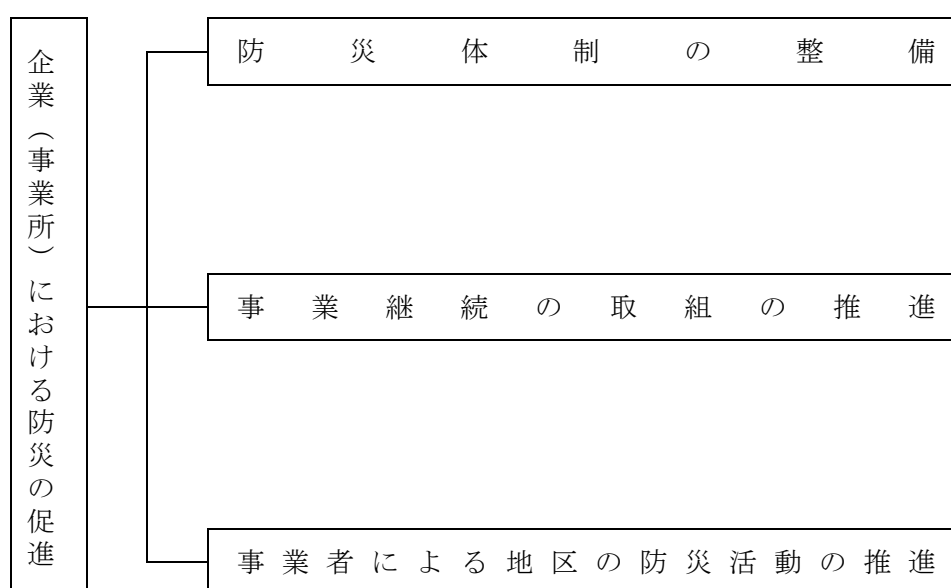 企業（事業所）における防災の促進
防災体制の整備
事業継続の取組の推進
事業者による地区の防災活動の推進